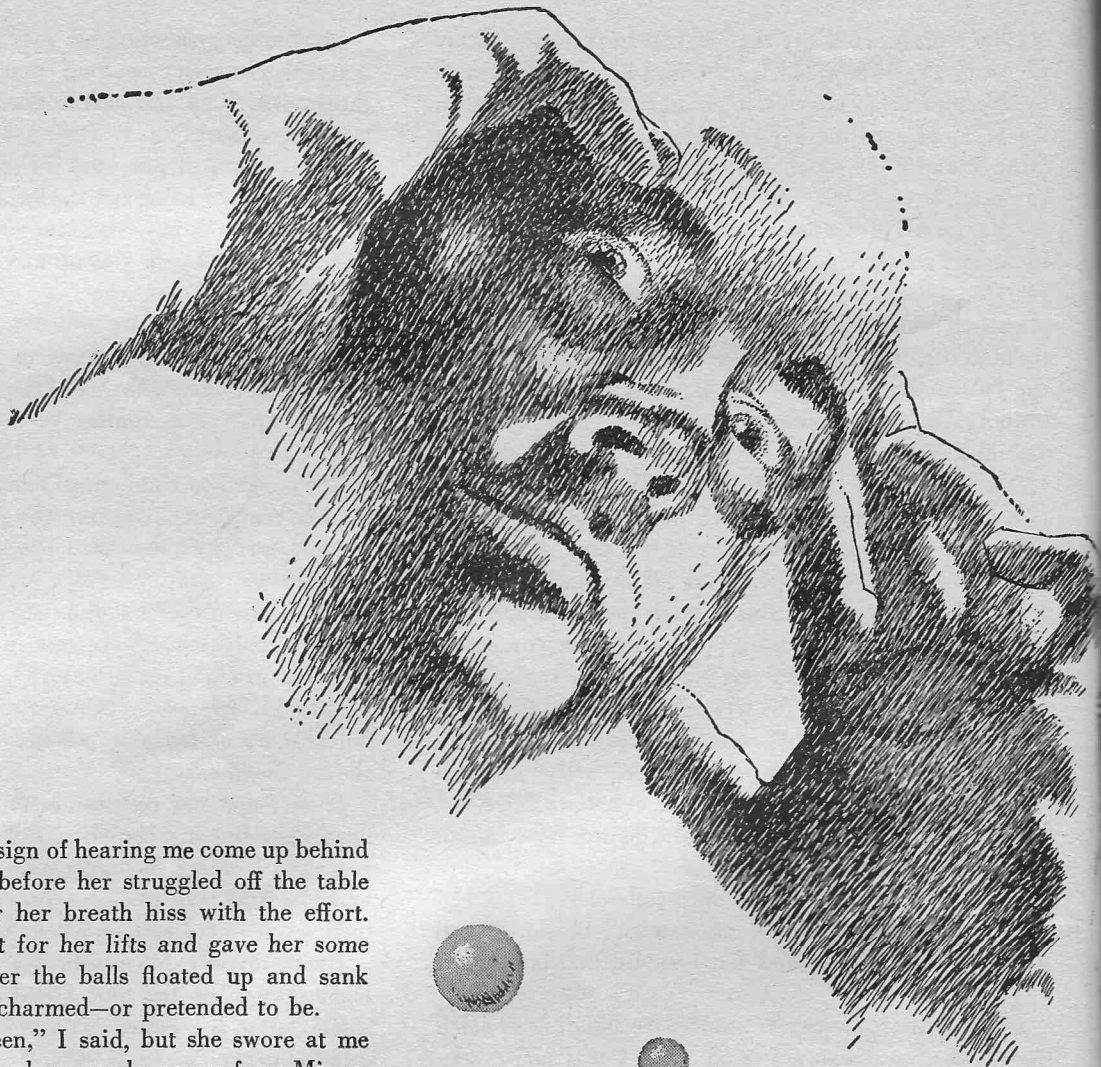 sign of hearing me come up behind
before her struggled off the table
her breath hiss with the effort.
t for her lifts and gave her some
er the balls floated up and sank
charmed—or pretended to be.
en,” I said, but she swore at me